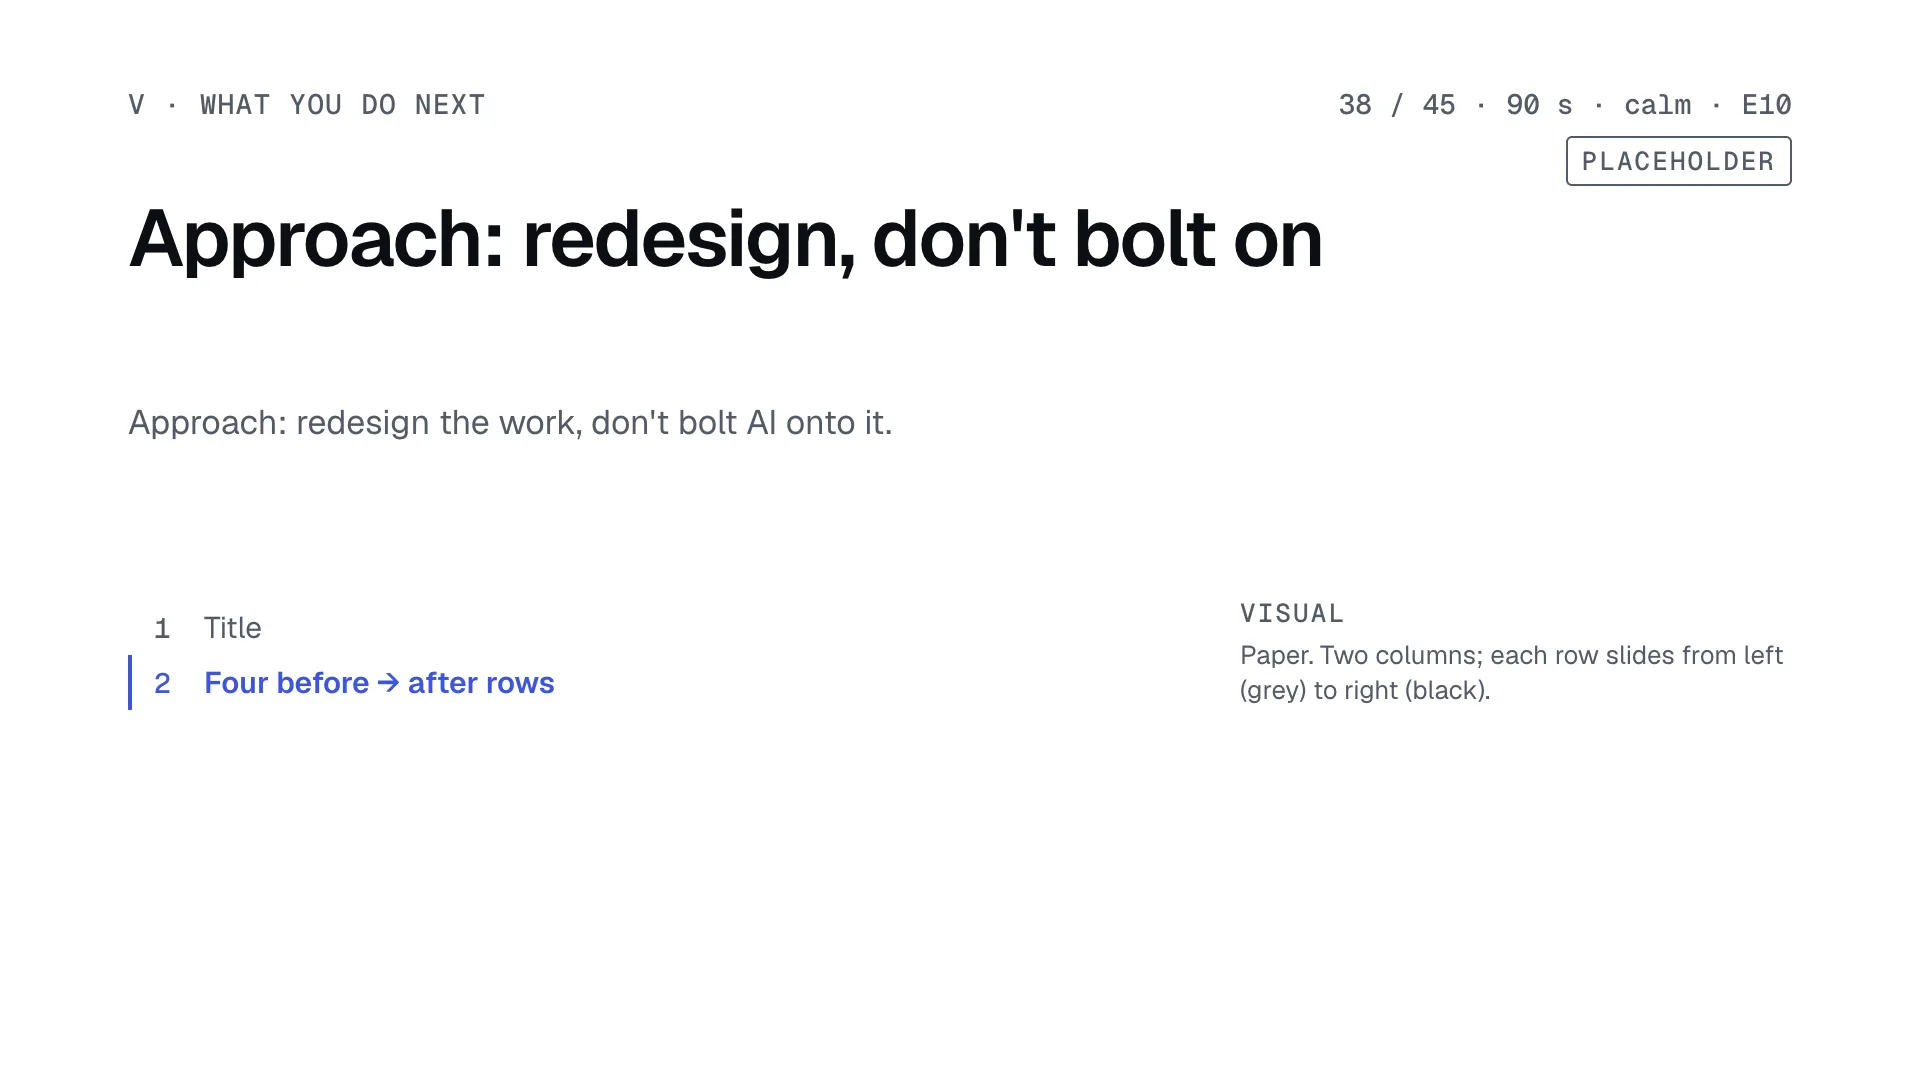 V · WHAT YOU DO NEXT
38 / 45 · 90 s · calm · E10
PLACEHOLDER
Approach: redesign, don't bolt on
Approach: redesign the work, don't bolt AI onto it.
1 Title
2 Four before → after rows
VISUAL
Paper. Two columns; each row slides from left
(grey) to right (black).